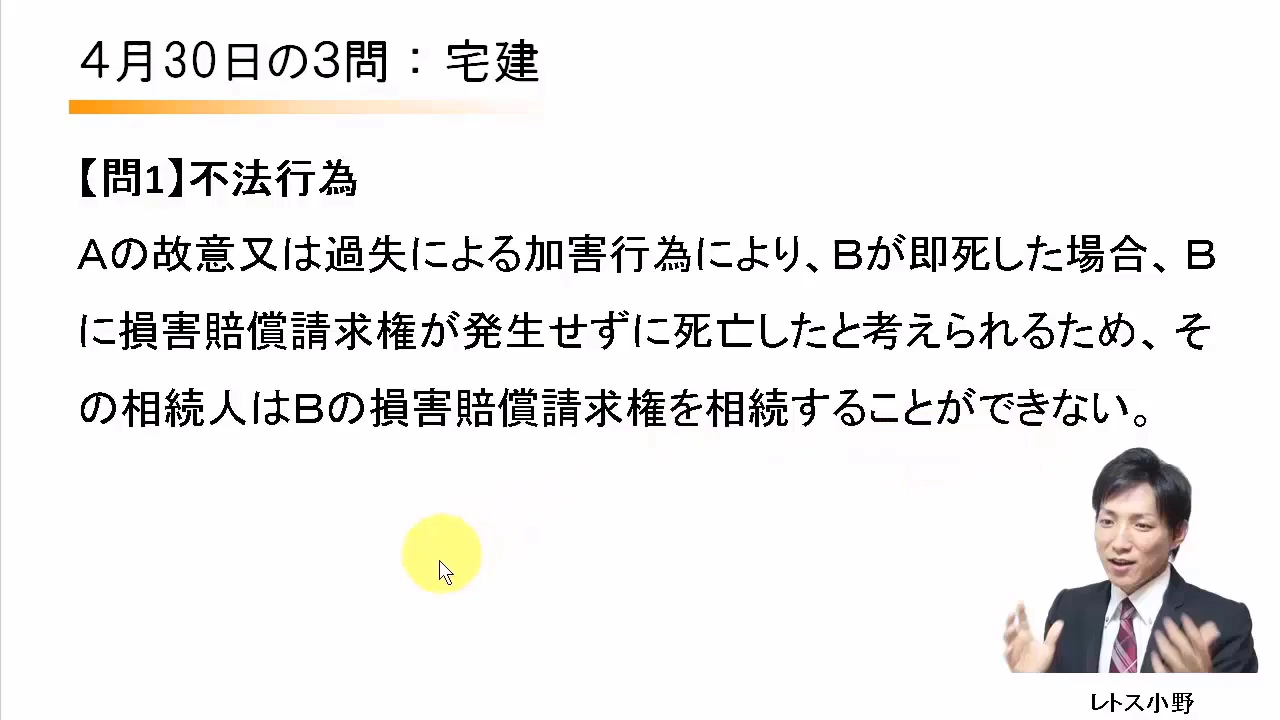 ４月30日の３問：宅建
【問1】不法行為
Ａの故意又は過失による加害行為により、Ｂが即死した場合、Ｂ
に損害賠償請求権が発生せずに死亡したと考えられるため、そ
の相続人はＢの損害賠償請求権を相続することができない。
レトス小野